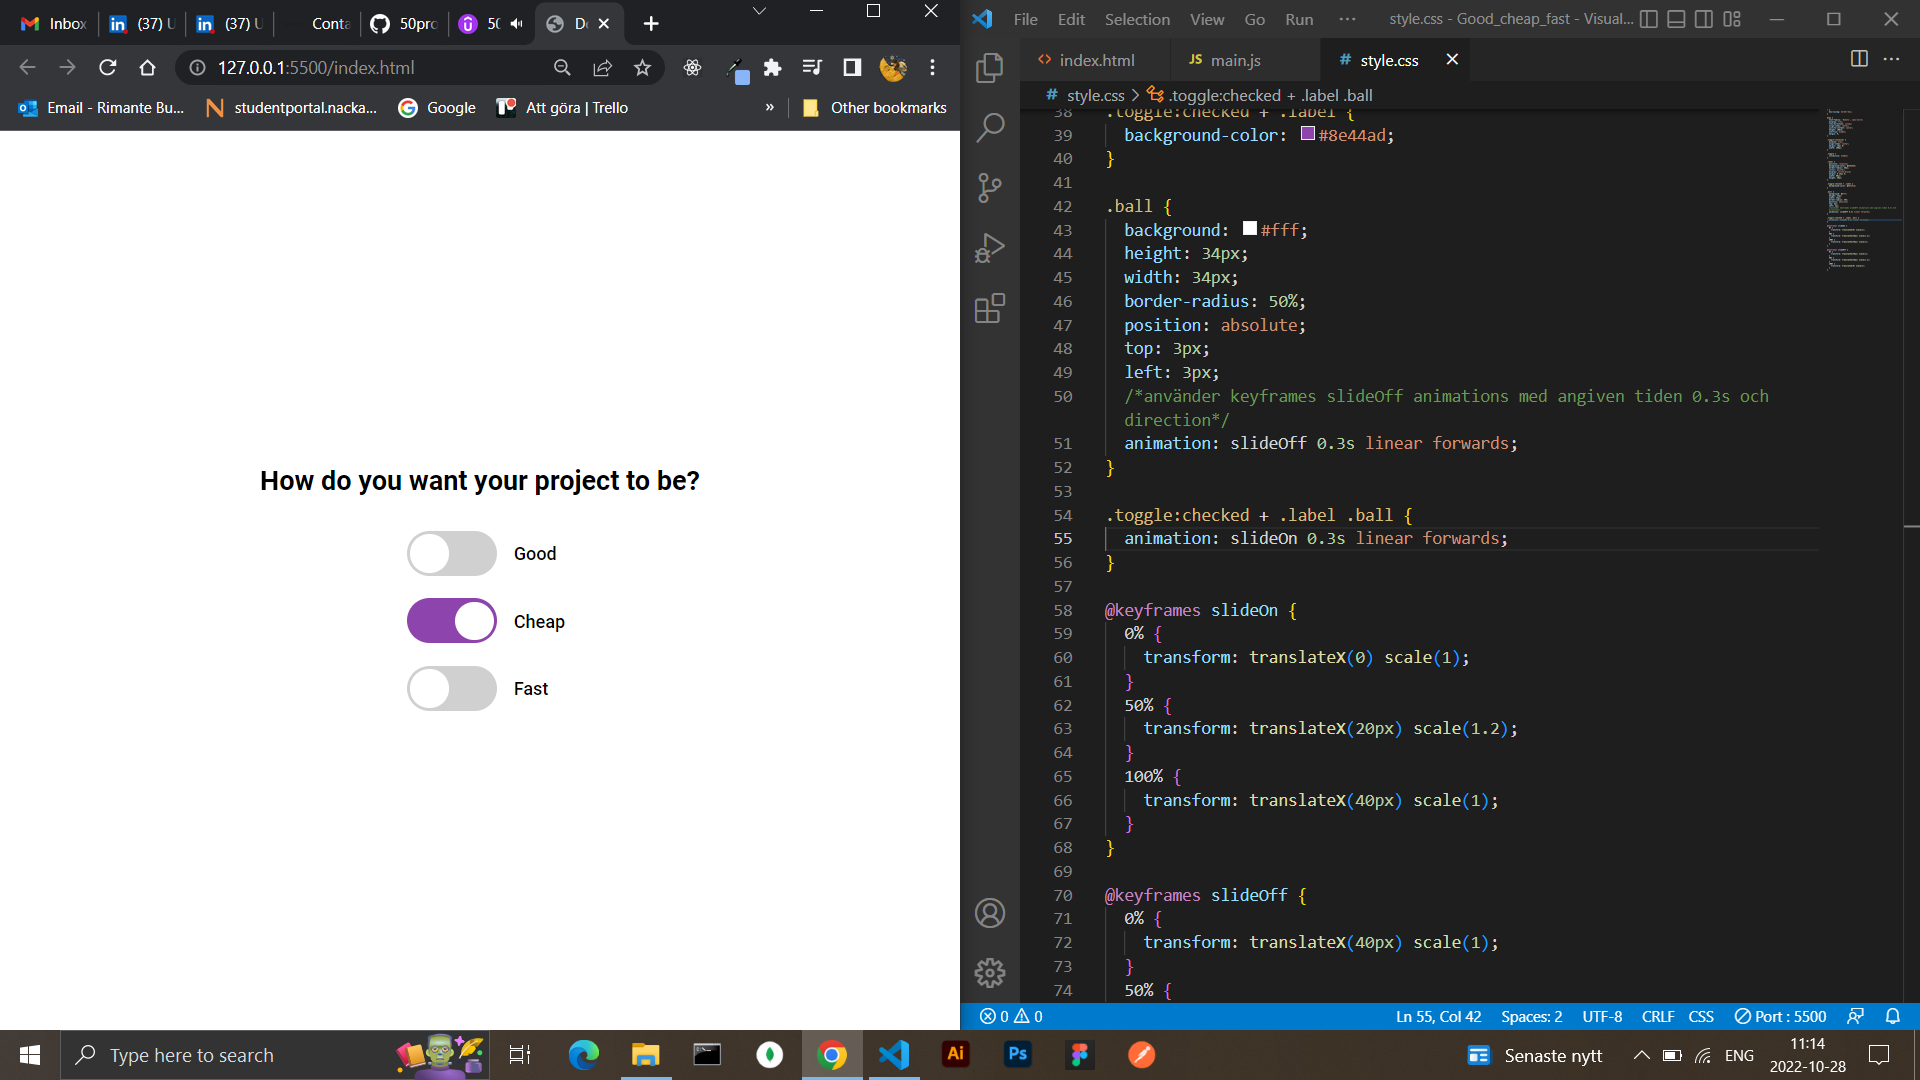 Inbox
(37) U
(37) U
Conta
50pro
50
Do
127.0.0.1:5500/index.html
Email - Rimante Bu...
studentportal.nacka...
Google
Att göra | Trello
»
Other bookmarks
How do you want your project to be?
Good
Cheap
Fast
File Edit Selection View Go Run ···
style.css - Good_cheap_fast - Visual...
<> index.html
JS main.js
# style.css
# style.css > .toggle:checked + .label .ball
38 .toggle:checked + .label {
39 background-color: #8e44ad;
40 }
41
42 .ball {
43 background: #fff;
44 height: 34px;
45 width: 34px;
46 border-radius: 50%;
47 position: absolute;
48 top: 3px;
49 left: 3px;
50 /*använder keyframes slideOff animations med angiven tiden 0.3s och
direction*/
51 animation: slideOff 0.3s linear forwards;
52 }
53
54 .toggle:checked + .label .ball {
55 animation: slideOn 0.3s linear forwards;
56 }
57
58 @keyframes slideOn {
59 0% {
60 transform: translateX(0) scale(1);
61 }
62 50% {
63 transform: translateX(20px) scale(1.2);
64 }
65 100% {
66 transform: translateX(40px) scale(1);
67 }
68 }
69
70 @keyframes slideOff {
71 0% {
72 transform: translateX(40px) scale(1);
73 }
74 50% {
0 0
Ln 55, Col 42 Spaces: 2 UTF-8 CRLF CSS Port : 5500
Type here to search
Ai
Ps
Senaste nytt
ENG
11:14
2022-10-28